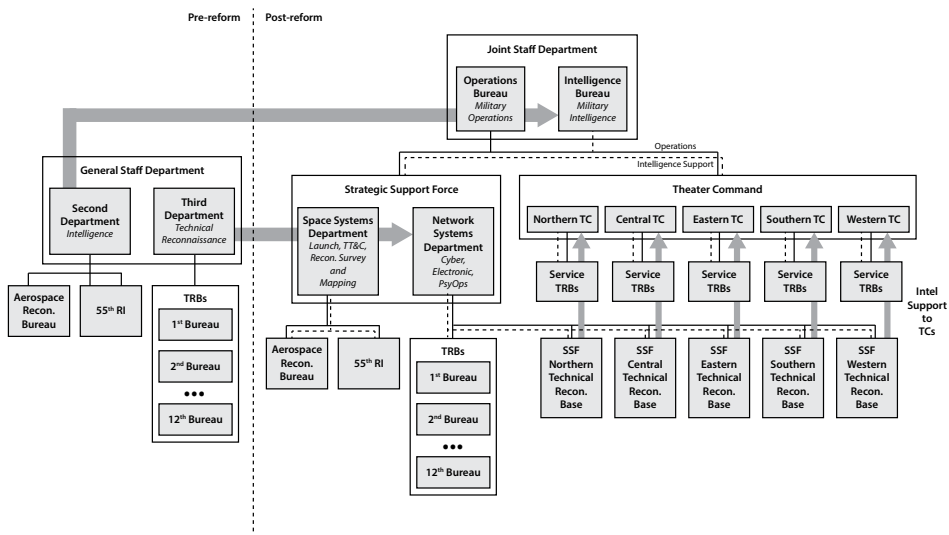 Pre-reform
Post-reform
Joint Staff Department
Operations
Bureau
Military
Operations
Intelligence
Bureau
Military
Intelligence
Operations
Intelligence Support
General Staff Department
Second
Department
Intelligence
Third
Department
Technical
Reconnaissance
Aerospace
Recon.
Bureau
55th RI
TRBs
1st Bureau
2nd Bureau
•••
12th Bureau
Strategic Support Force
Space Systems
Department
Launch, TT&C,
Recon. Survey
and
Mapping
Network
Systems
Department
Cyber,
Electronic,
PsyOps
Aerospace
Recon.
Bureau
55th RI
TRBs
1st Bureau
2nd Bureau
•••
12th Bureau
Theater Command
Northern TC
Central TC
Eastern TC
Southern TC
Western TC
Service
TRBs
Service
TRBs
Service
TRBs
Service
TRBs
Service
TRBs
Intel
Support
to
TCs
SSF
Northern
Technical
Recon.
Base
SSF
Central
Technical
Recon.
Base
SSF
Eastern
Technical
Recon.
Base
SSF
Southern
Technical
Recon.
Base
SSF
Western
Technical
Recon.
Base